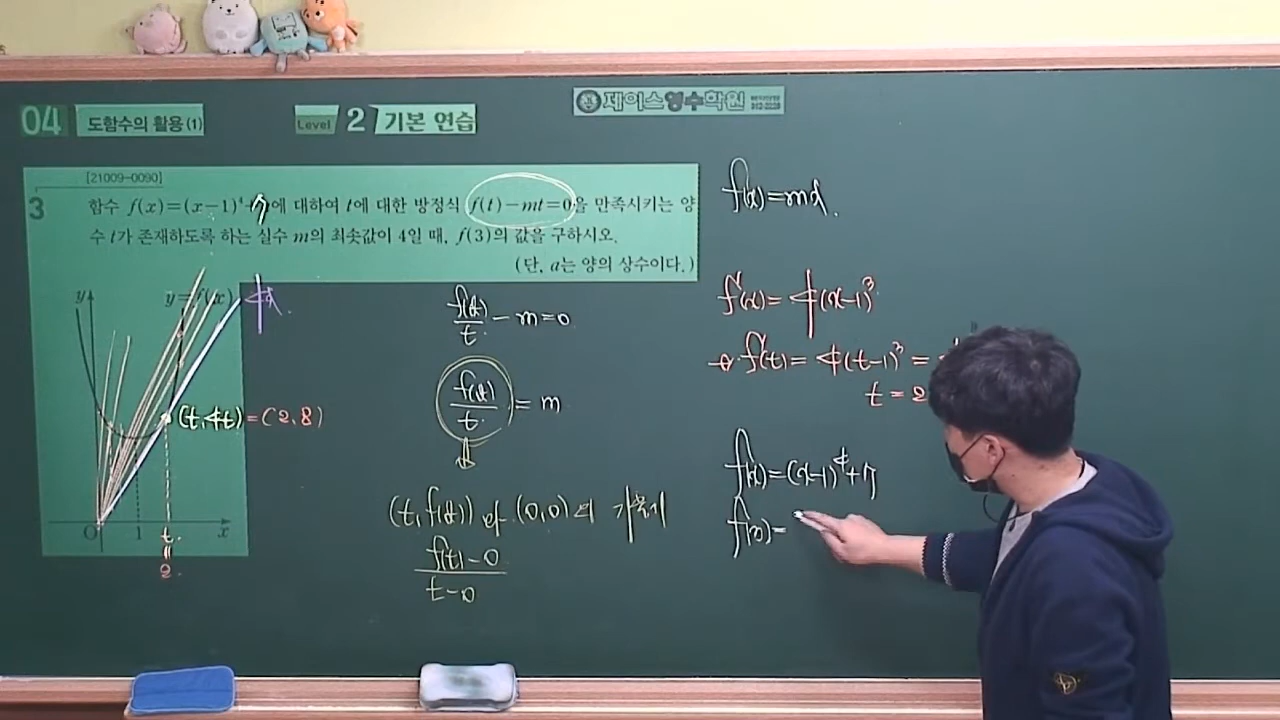 04 도함수의 활용(1)
Level 2 기본 연습
제이스영수학원
[21009-0090]
3 함수 f(x)=(x-1)⁴+ 에 대하여 t에 대한 방정식 f(t)-mt=0을 만족시키는 양
수 t가 존재하도록 하는 실수 m의 최솟값이 4일 때, f(3)의 값을 구하시오.
(단, a는 양의 상수이다.)
y
y=f(x)
4x
(t, 4t)=(2, 8)
O 1 x
t
=
2
f(t)/t - m=0
f(t)/t = m
(t, f(t)) 와 (0,0)의 기울기
f(t)-0
t-0
f(x)=mx.
f'(x)=4(x-1)³
f'(t)=4(t-1)³=
t=2
f(x)=(x-1)⁴+7
f(3)=